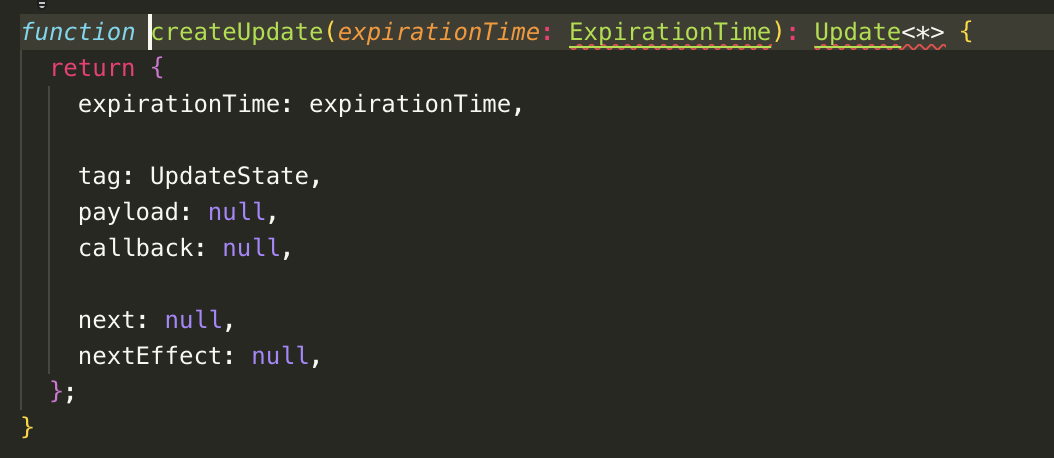 function createUpdate(expirationTime: ExpirationTime): Update<*> {
return {
expirationTime: expirationTime,
tag: UpdateState,
payload: null,
callback: null,
next: null,
nextEffect: null,
};
}